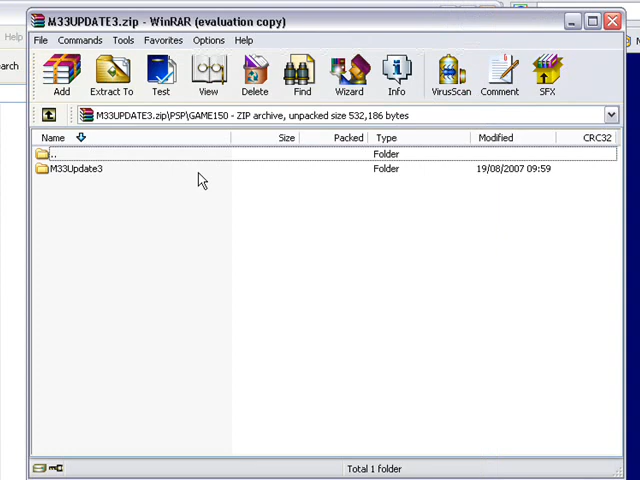 M33UPDATE3.zip - WinRAR (evaluation copy)
Help
File Commands Tools Favorites Options Help
earch
Add Extract To Test View Delete Find Wizard Info VirusScan Comment SFX
M33UPDATE3.zip\PSP\GAME150 - ZIP archive, unpacked size 532,186 bytes
Name Size Packed Type Modified CRC32
.. Folder
M33Update3 Folder 19/08/2007 09:59
Total 1 folder